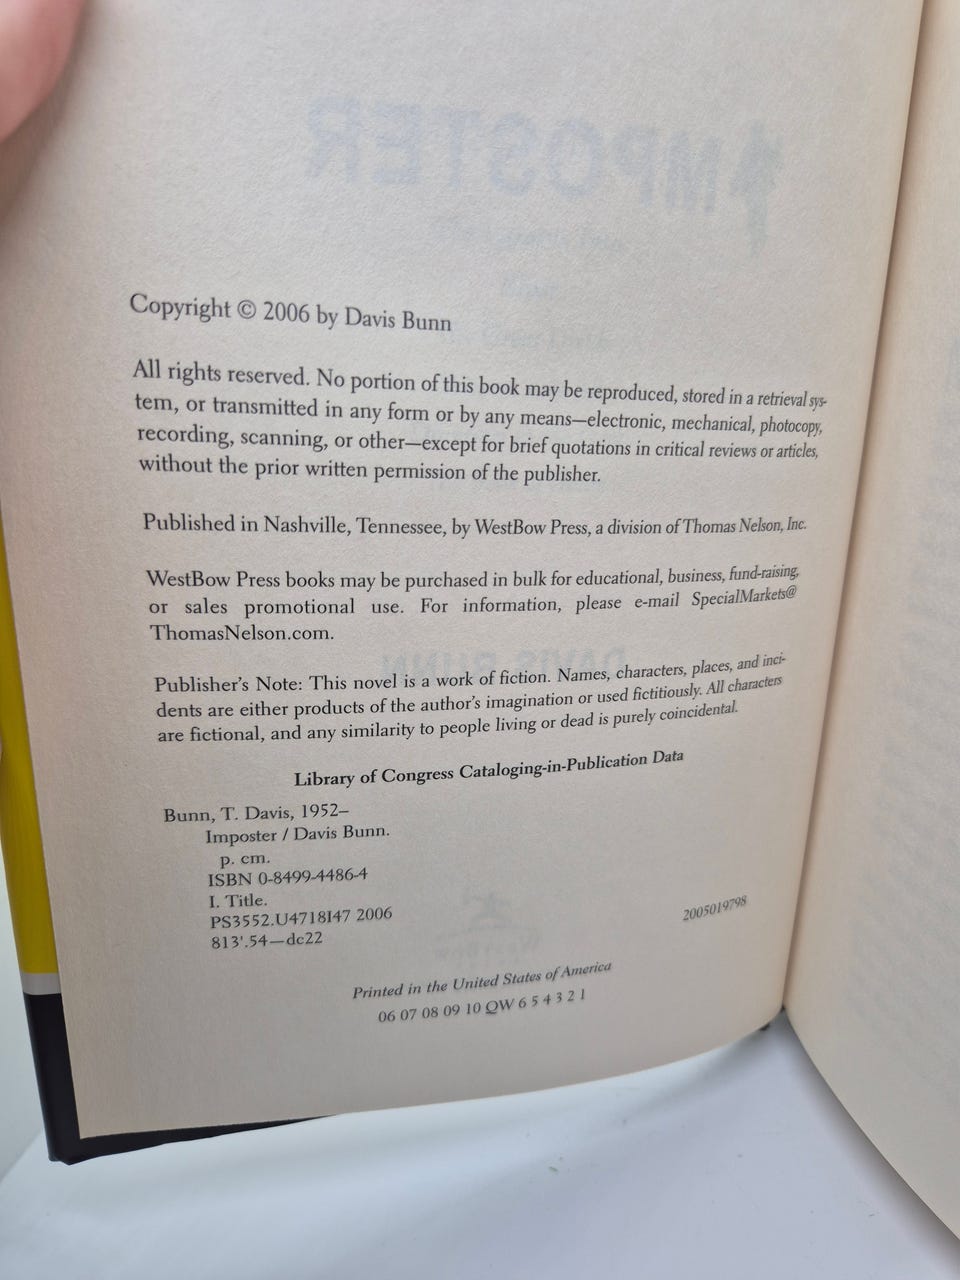 Copyright © 2006 by Davis Bunn
All rights reserved. No portion of this book may be reproduced, stored in a retrieval sys-
tem, or transmitted in any form or by any means—electronic, mechanical, photocopy,
recording, scanning, or other—except for brief quotations in critical reviews or articles,
without the prior written permission of the publisher.
Published in Nashville, Tennessee, by WestBow Press, a division of Thomas Nelson, Inc.
WestBow Press books may be purchased in bulk for educational, business, fund-raising,
or sales promotional use. For information, please e-mail SpecialMarkets@
ThomasNelson.com.
Publisher's Note: This novel is a work of fiction. Names, characters, places, and inci-
dents are either products of the author's imagination or used fictitiously. All characters
are fictional, and any similarity to people living or dead is purely coincidental.
Library of Congress Cataloging-in-Publication Data
Bunn, T. Davis, 1952–
Imposter / Davis Bunn.
p. cm.
ISBN 0-8499-4486-4
I. Title.
PS3552.U4718I47 2006
813'.54—dc22
2005019798
Printed in the United States of America
06 07 08 09 10 QW 6 5 4 3 2 1